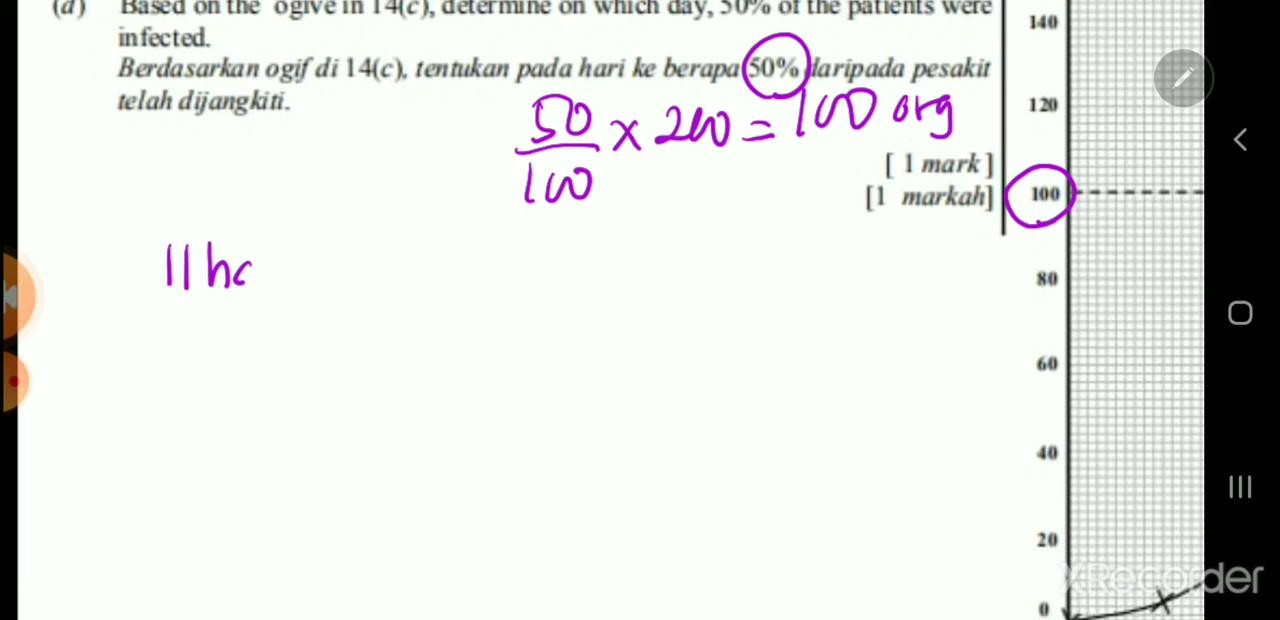 (d) Based on the ogive in 14(c), determine on which day, 50% of the patients were
infected.
Berdasarkan ogif di 14(c), tentukan pada hari ke berapa 50% daripada pesakit
telah dijangkiti.
50/100 × 200 = 100 org
[ 1 mark ]
[1 markah]
11 ha
140
120
100
80
60
40
20
0
XRecorder